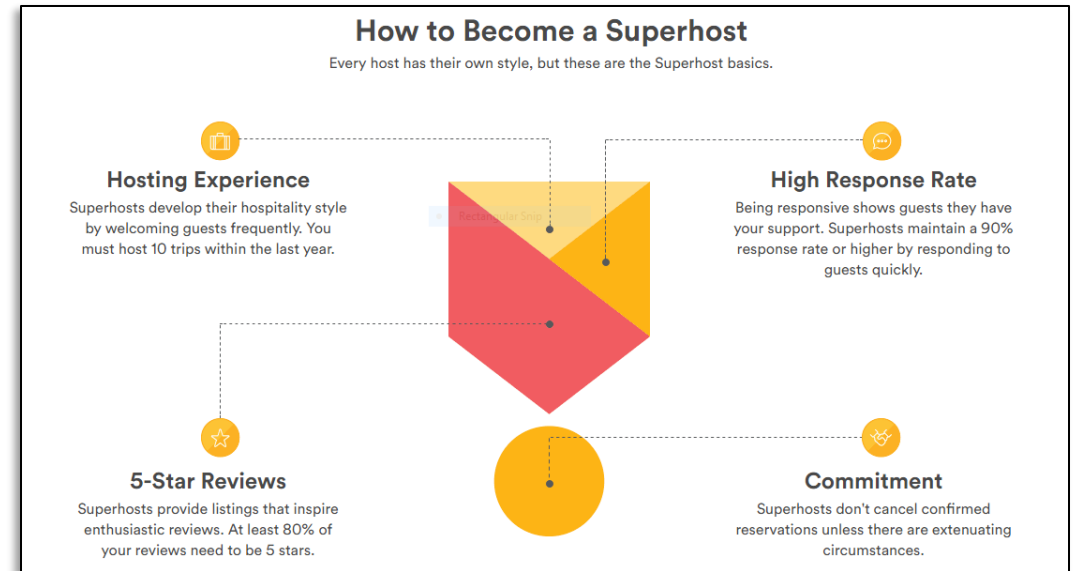 How to Become a Superhost
Every host has their own style, but these are the Superhost basics.
Hosting Experience
Superhosts develop their hospitality style
by welcoming guests frequently. You
must host 10 trips within the last year.
High Response Rate
Being responsive shows guests they have
your support. Superhosts maintain a 90%
response rate or higher by responding to
guests quickly.
Rectangular Snip
5-Star Reviews
Superhosts provide listings that inspire
enthusiastic reviews. At least 80% of
your reviews need to be 5 stars.
Commitment
Superhosts don't cancel confirmed
reservations unless there are extenuating
circumstances.